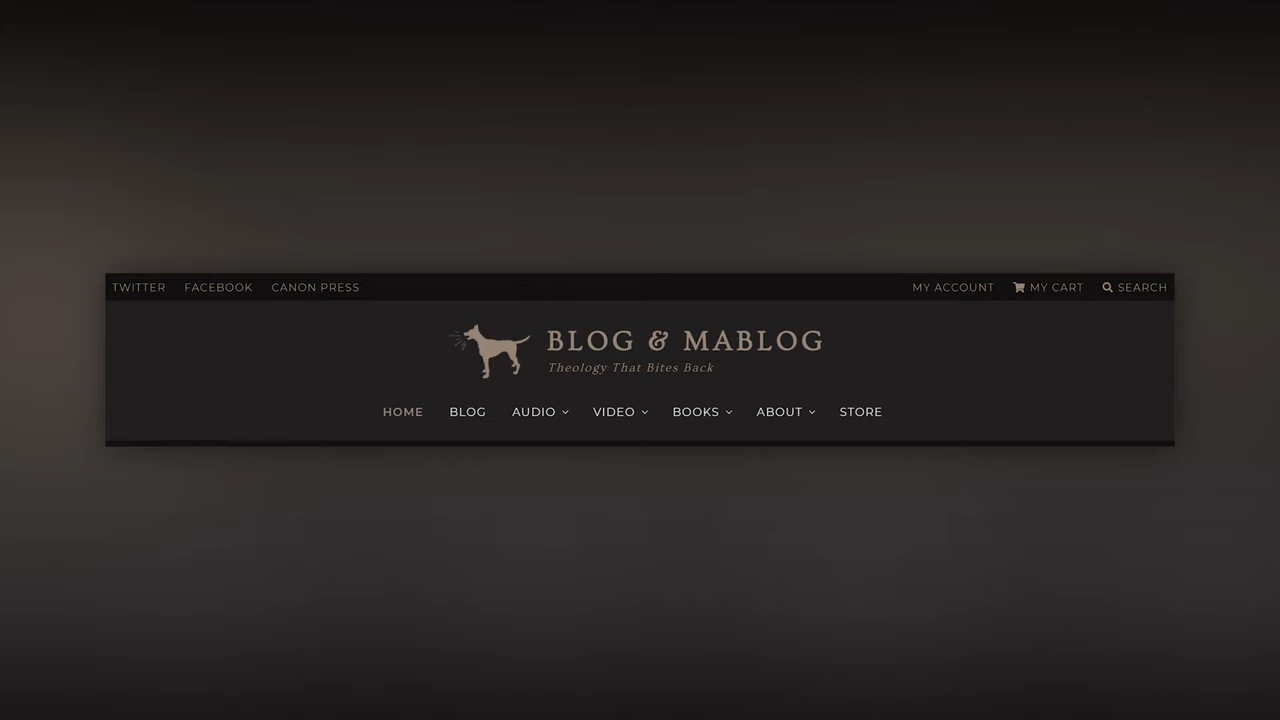 TWITTER FACEBOOK CANON PRESS MY ACCOUNT MY CART SEARCH
BLOG & MABLOG
Theology That Bites Back
HOME BLOG AUDIO VIDEO BOOKS ABOUT STORE